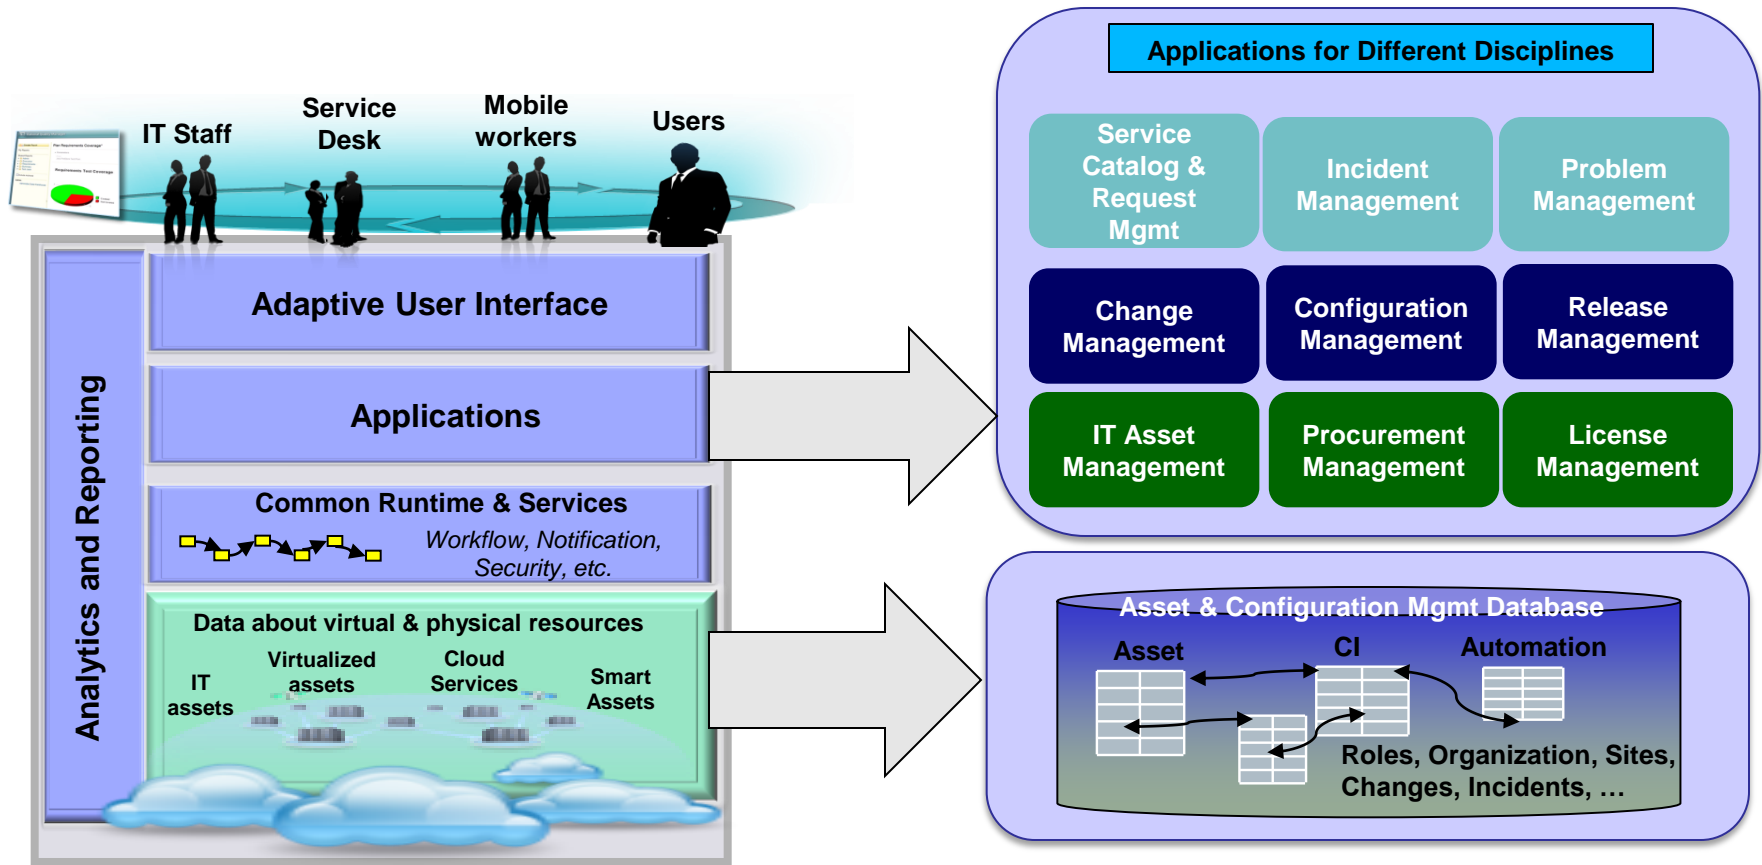 Applications for Different Disciplines
Service
Catalog &
Request
Mgmt
Incident
Management
Problem
Management
Change
Management
Configuration
Management
Release
Management
IT Asset
Management
Procurement
Management
License
Management
IT Staff
Service
Desk
Mobile
workers
Users
Analytics and Reporting
Adaptive User Interface
Applications
Common Runtime & Services
Workflow, Notification,
Security, etc.
Data about virtual & physical resources
IT
assets
Virtualized
assets
Cloud
Services
Smart
Assets
Asset & Configuration Mgmt Database
Asset
CI
Automation
Roles, Organization, Sites,
Changes, Incidents, …